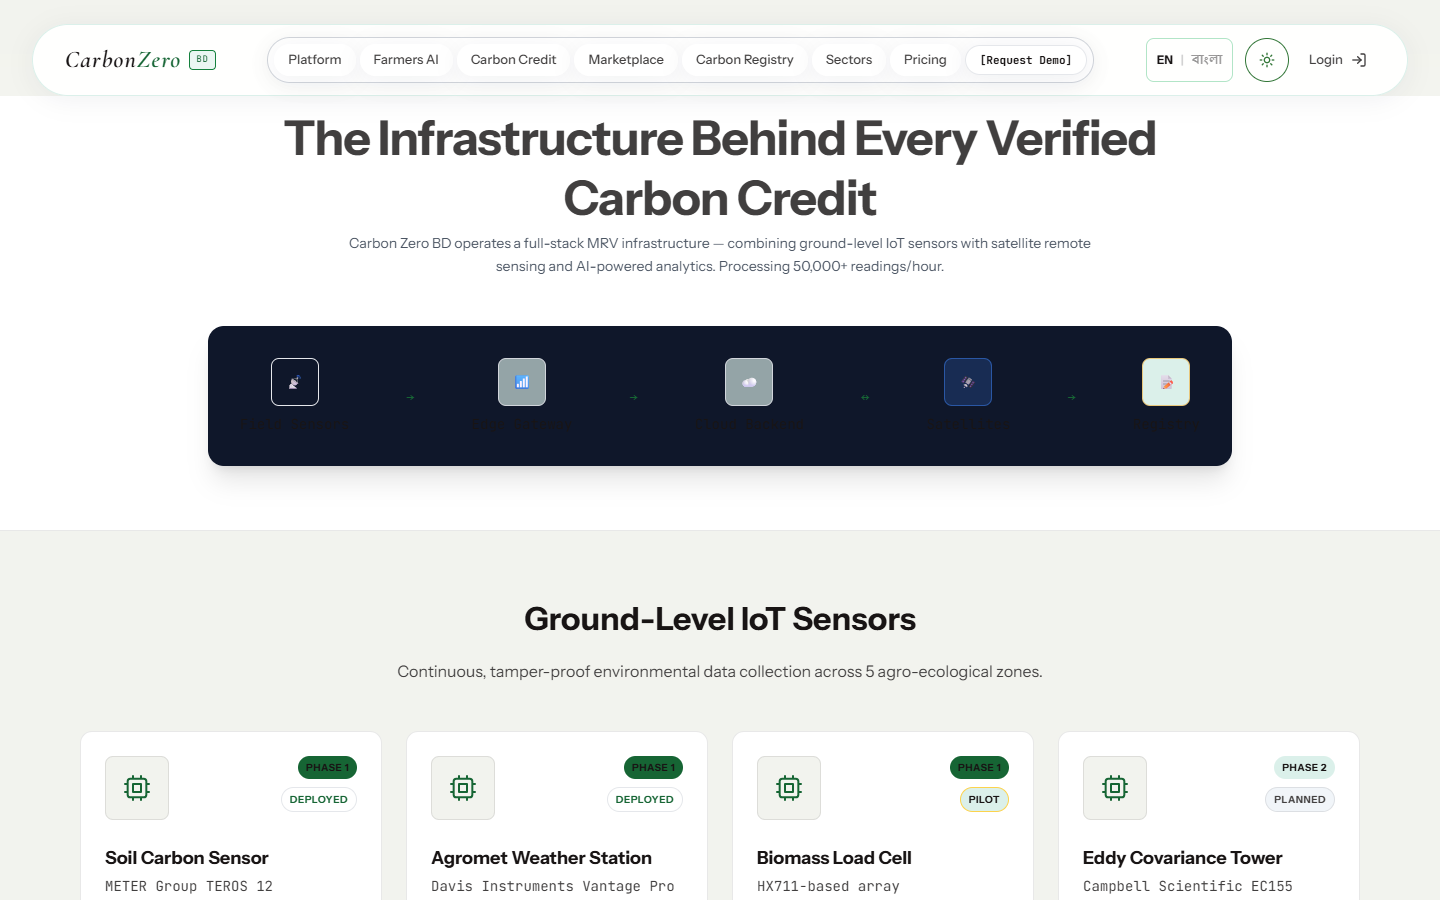 CarbonZero BD
Platform
Farmers AI
Carbon Credit
Marketplace
Carbon Registry
Sectors
Pricing
[Request Demo]
EN | বাংলা
Login
The Infrastructure Behind Every Verified
Carbon Credit
Carbon Zero BD operates a full-stack MRV infrastructure — combining ground-level IoT sensors with satellite remote
sensing and AI-powered analytics. Processing 50,000+ readings/hour.
Ground-Level IoT Sensors
Continuous, tamper-proof environmental data collection across 5 agro-ecological zones.
PHASE 1
DEPLOYED
Soil Carbon Sensor
METER Group TEROS 12
PHASE 1
DEPLOYED
Agromet Weather Station
Davis Instruments Vantage Pro
PHASE 1
PILOT
Biomass Load Cell
HX711-based array
PHASE 2
PLANNED
Eddy Covariance Tower
Campbell Scientific EC155